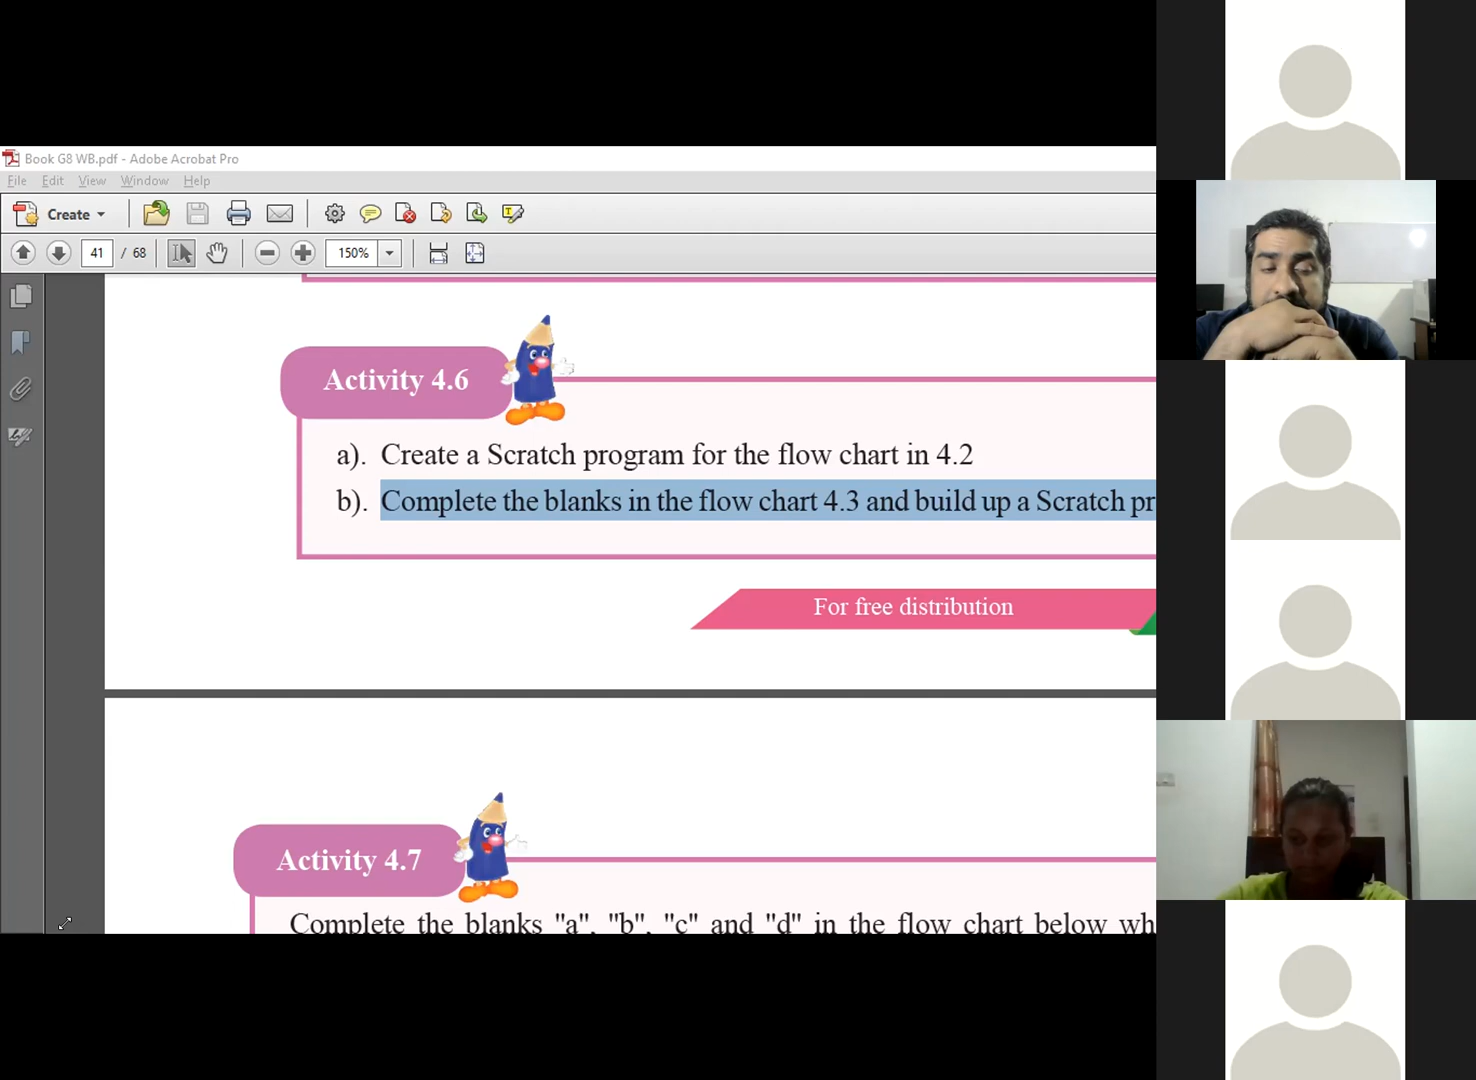 Book G8 WB.pdf - Adobe Acrobat Pro
File Edit View Window Help
Create
41 / 68 150%
Activity 4.6
a). Create a Scratch program for the flow chart in 4.2
b). Complete the blanks in the flow chart 4.3 and build up a Scratch pr
For free distribution
Activity 4.7
Complete the blanks "a", "b", "c" and "d" in the flow chart below wh